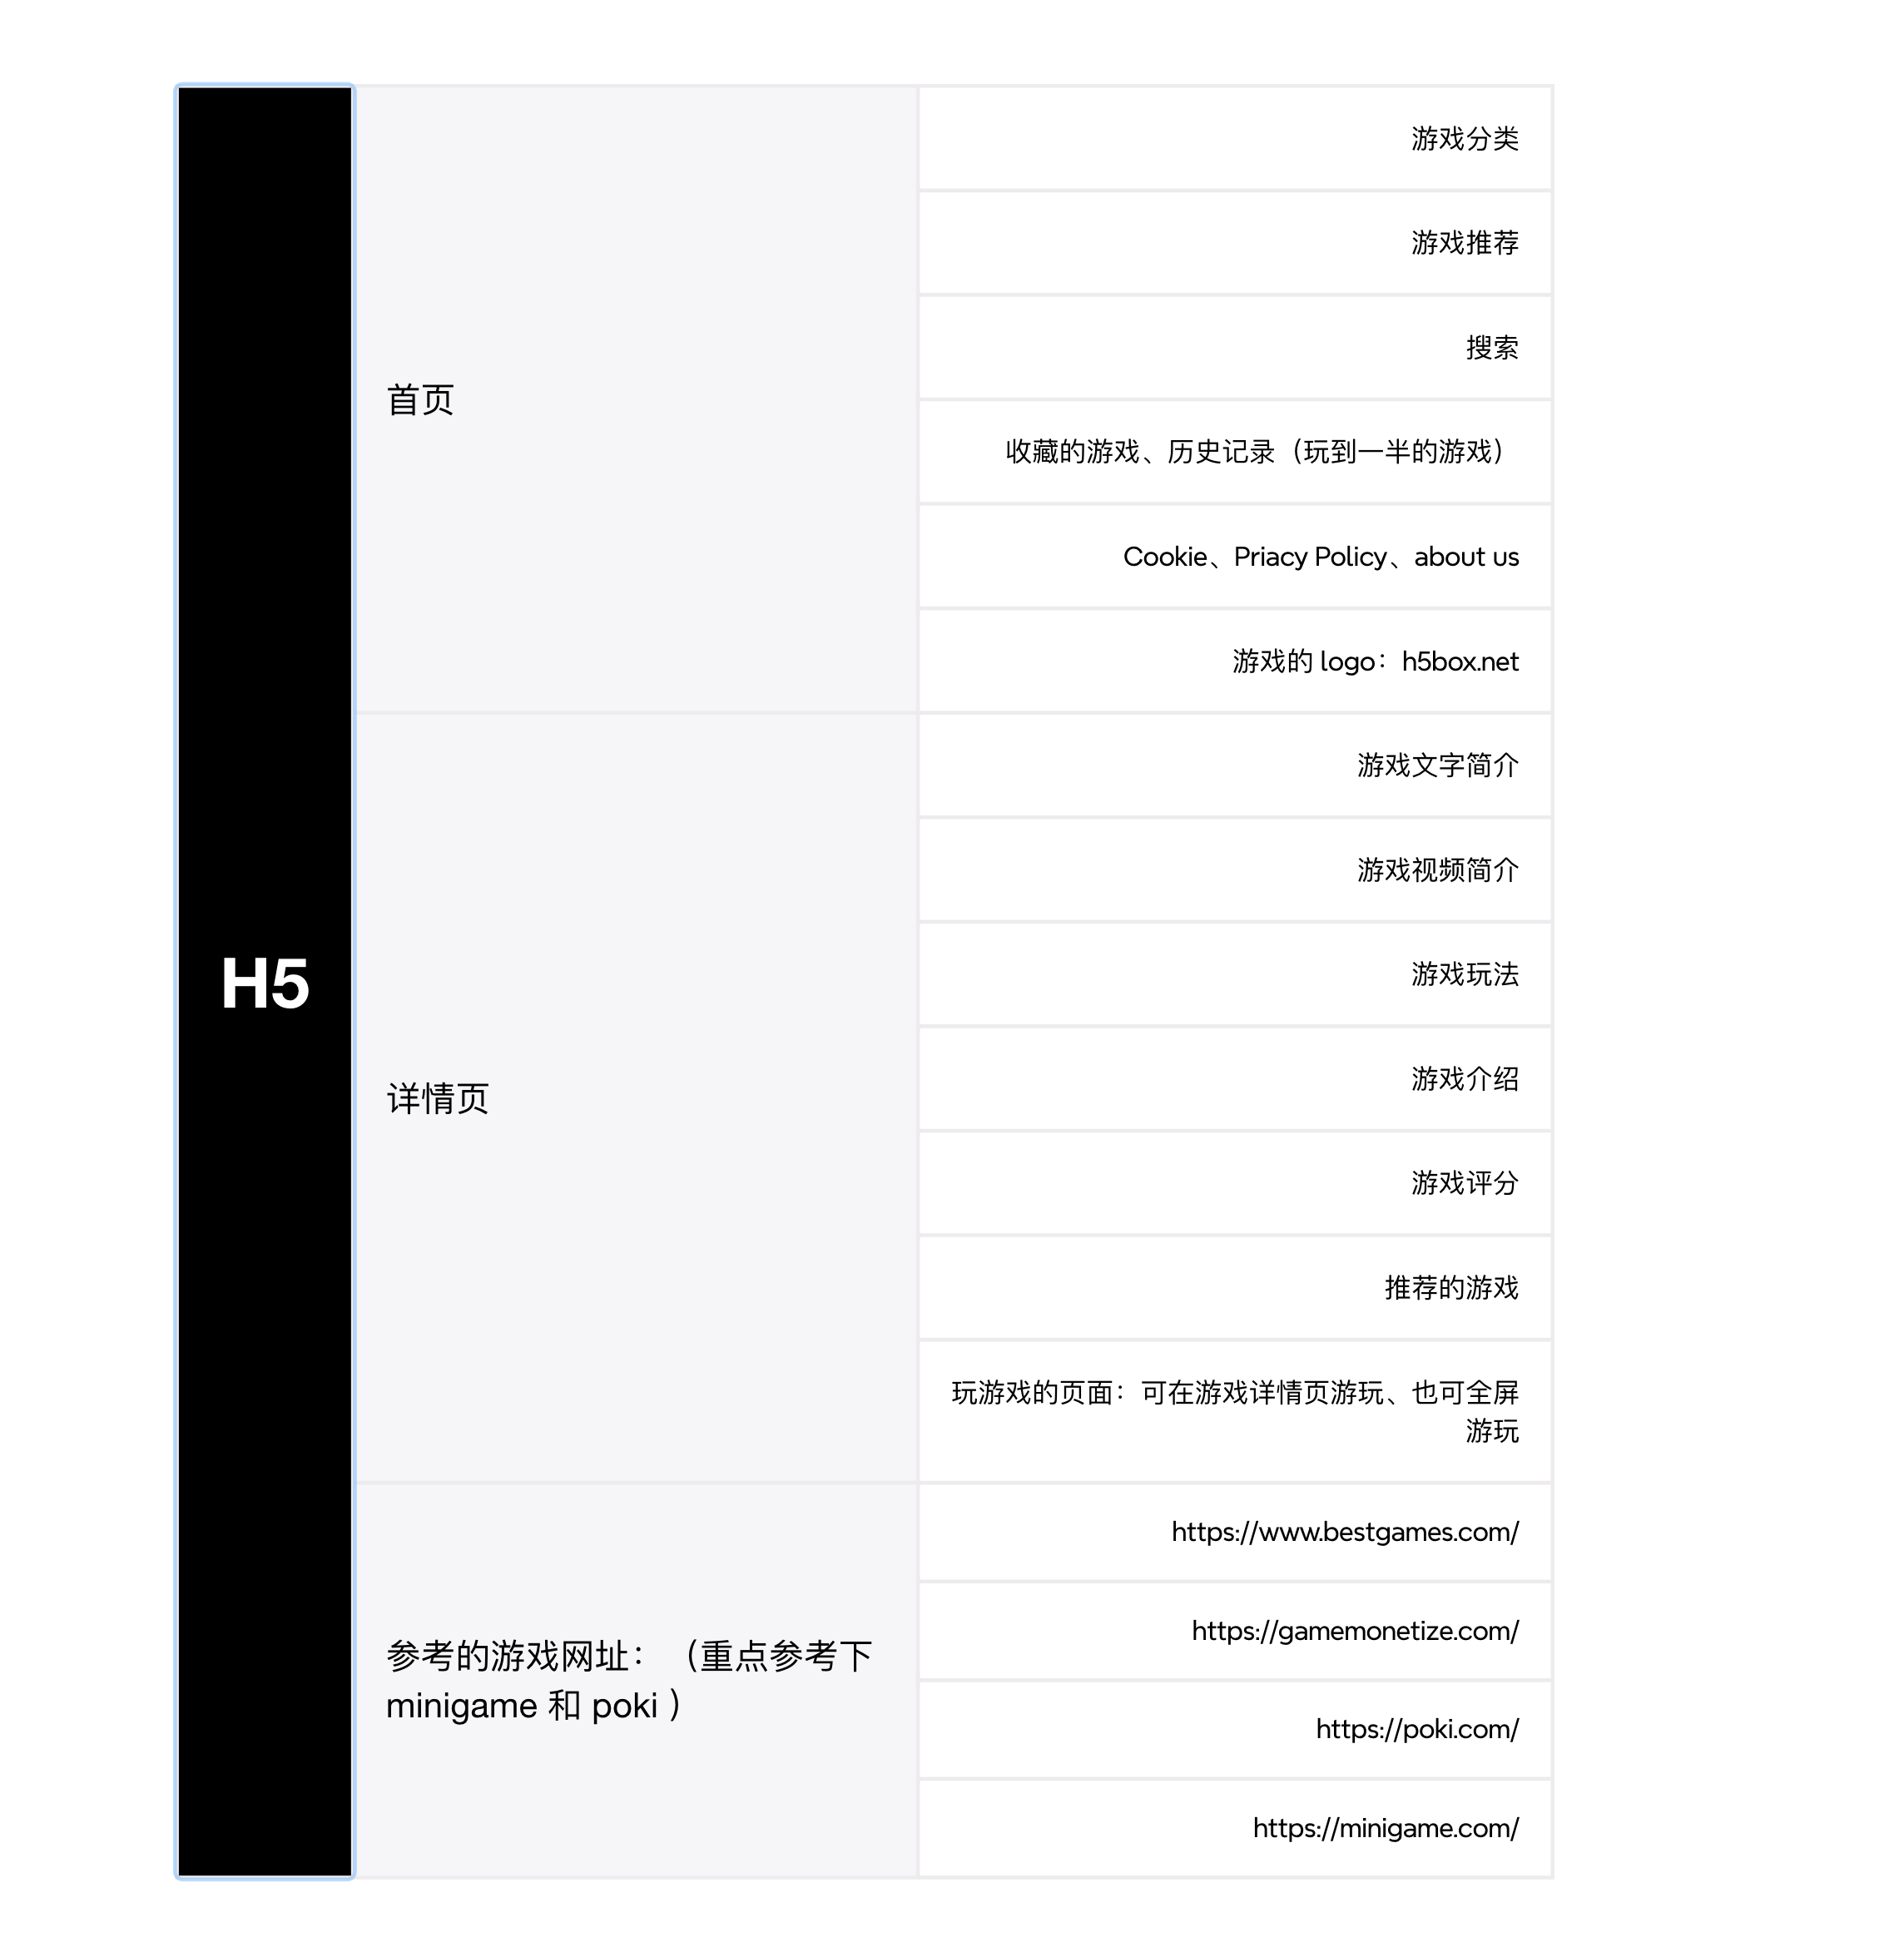 H5
首页
游戏分类
游戏推荐
搜索
收藏的游戏、历史记录（玩到一半的游戏）
Cookie、Priacy Policy、about us
游戏的 logo：h5box.net
详情页
游戏文字简介
游戏视频简介
游戏玩法
游戏介绍
游戏评分
推荐的游戏
玩游戏的页面：可在游戏详情页游玩、也可全屏
游玩
参考的游戏网址：（重点参考下
minigame 和 poki ）
https://www.bestgames.com/
https://gamemonetize.com/
https://poki.com/
https://minigame.com/